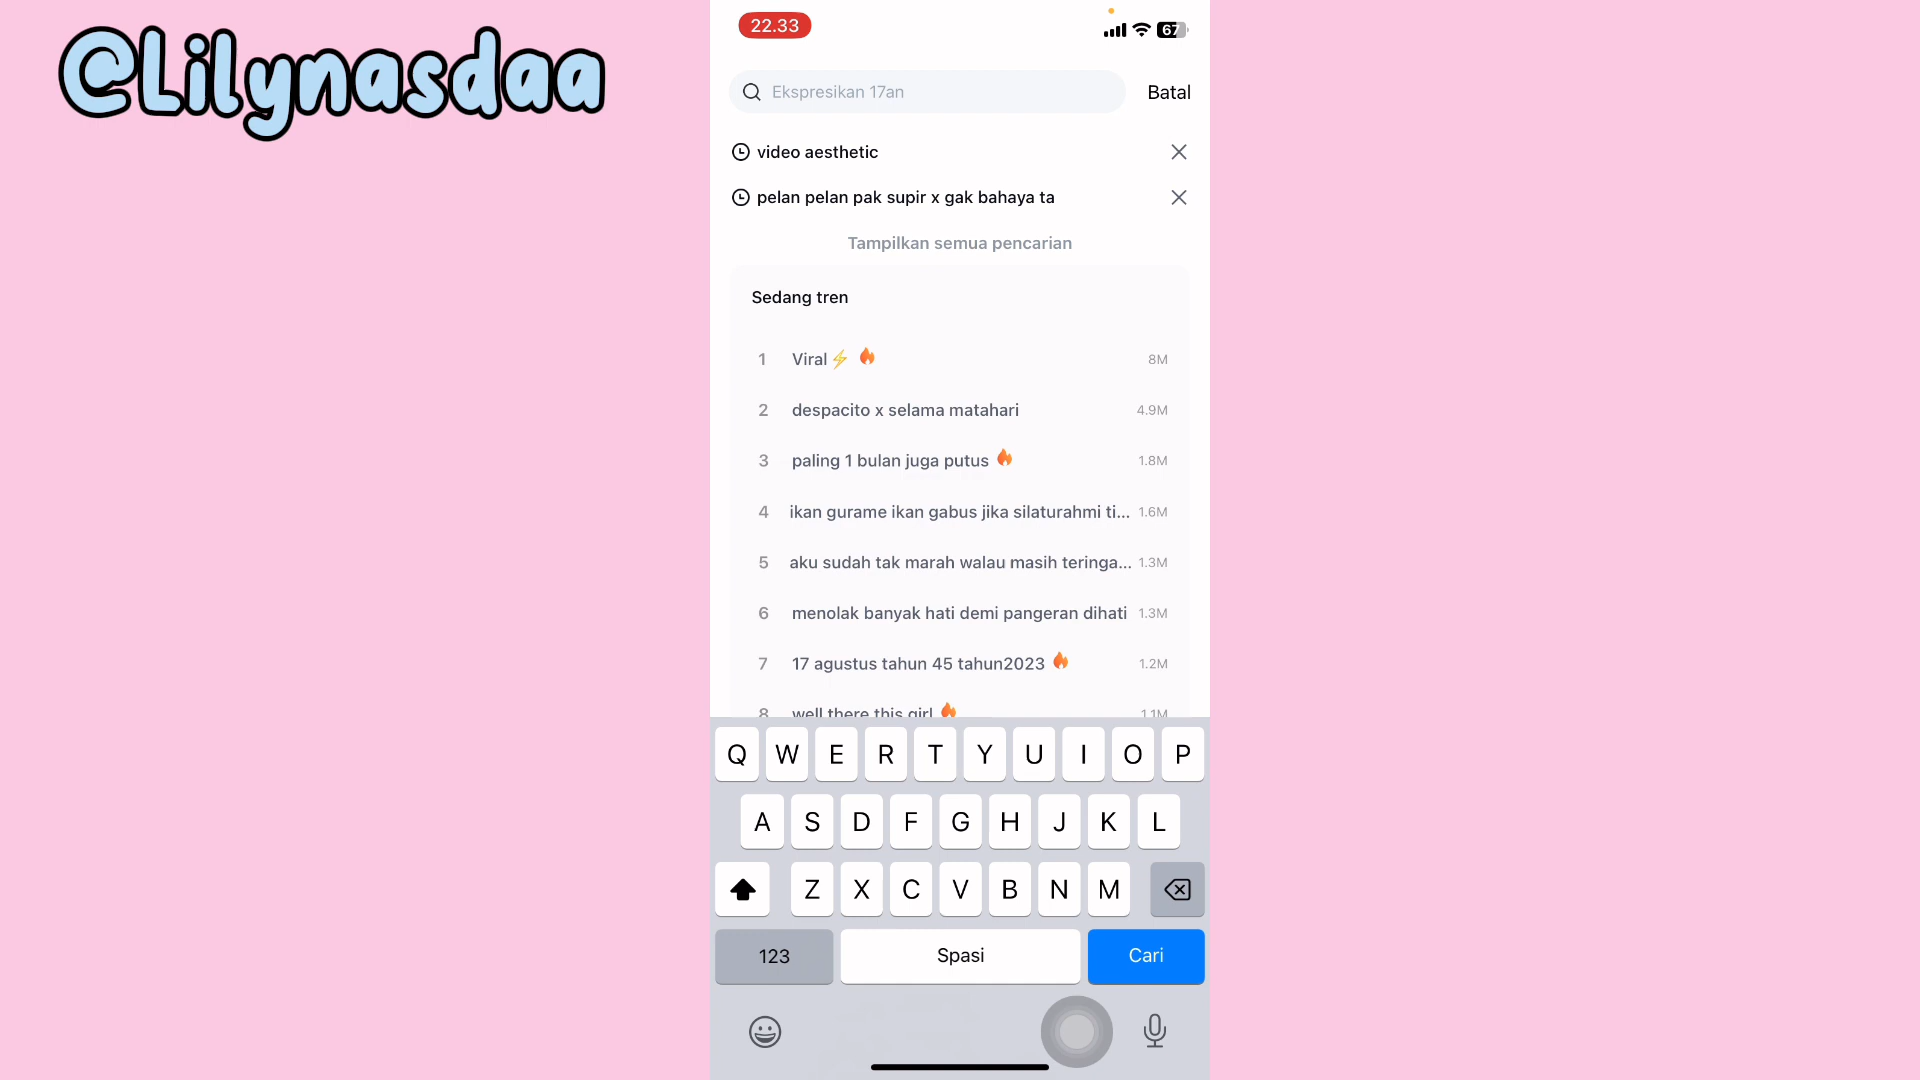 @Lilynasdaa
22.33
67
Ekspresikan 17an
Batal
video aesthetic
pelan pelan pak supir x gak bahaya ta
Tampilkan semua pencarian
Sedang tren
1 Viral⚡ 🔥 8M
2 despacito x selama matahari 4.9M
3 paling 1 bulan juga putus 🔥 1.8M
4 ikan gurame ikan gabus jika silaturahmi ti... 1.6M
5 aku sudah tak marah walau masih teringa... 1.3M
6 menolak banyak hati demi pangeran dihati 1.3M
7 17 agustus tahun 45 tahun2023 🔥 1.2M
8 well there this girl 🔥 1.1M
Q W E R T Y U I O P
A S D F G H J K L
Z X C V B N M
123 Spasi Cari